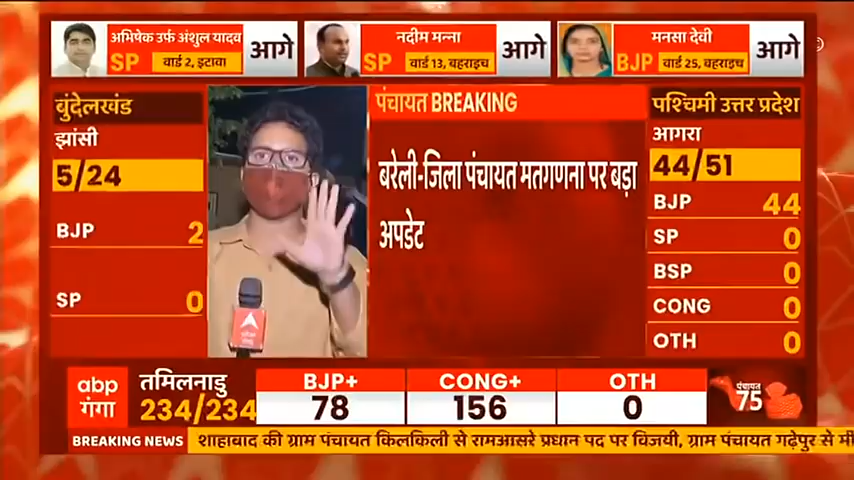 अभिषेक उर्फ अंशुल यादव
SP वार्ड 2, इटावा
आगे
नदीम मन्ना
SP वार्ड 13, बहराइच
आगे
मनसा देवी
BJP वार्ड 25, बहराइच
आगे
बुंदेलखंड
झांसी
5/24
BJP 2
SP 0
पंचायत BREAKING
बरेली-जिला पंचायत मतगणना पर बड़ा
अपडेट
पश्चिमी उत्तर प्रदेश
आगरा
44/51
BJP 44
SP 0
BSP 0
CONG 0
OTH 0
abp
गंगा
तमिलनाडु
234/234
BJP+
78
CONG+
156
OTH
0
पंचायत
75
BREAKING NEWS
शाहाबाद की ग्राम पंचायत किलकिली से रामआसरे प्रधान पद पर विजयी, ग्राम पंचायत गढ़ेपुर से